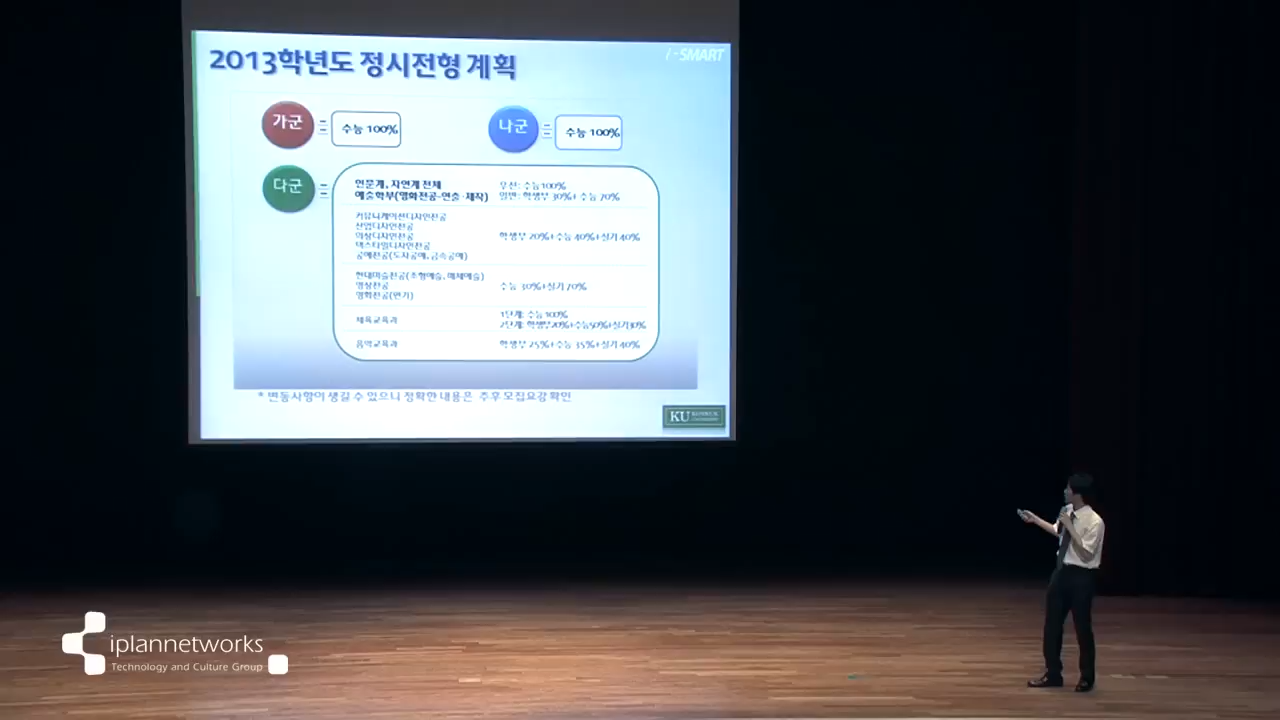 2013학년도 정시전형 계획
i-SMART
가군
수능 100%
나군
수능 100%
다군
인문계, 자연계 전체
우선: 수능100%
예술학부(영화전공-연출·제작)
일반: 학생부 30%+ 수능 70%
커뮤니케이션디자인전공
산업디자인전공
의상디자인전공
텍스타일디자인전공
공예전공(도자공예, 금속공예)
학생부 20%+수능 40%+실기 40%
현대미술전공(조형예술, 매체예술)
영상전공
영화전공(연기)
수능 30%+실기 70%
체육교육과
1단계: 수능 100%
2단계: 학생부20%+수능50%+실기30%
음악교육과
학생부 25%+수능 35%+실기 40%
* 변동사항이 생길 수 있으니 정확한 내용은 추후 모집요강 확인
KU KONKUK
UNIVERSITY
iplannetworks
Technology and Culture Group